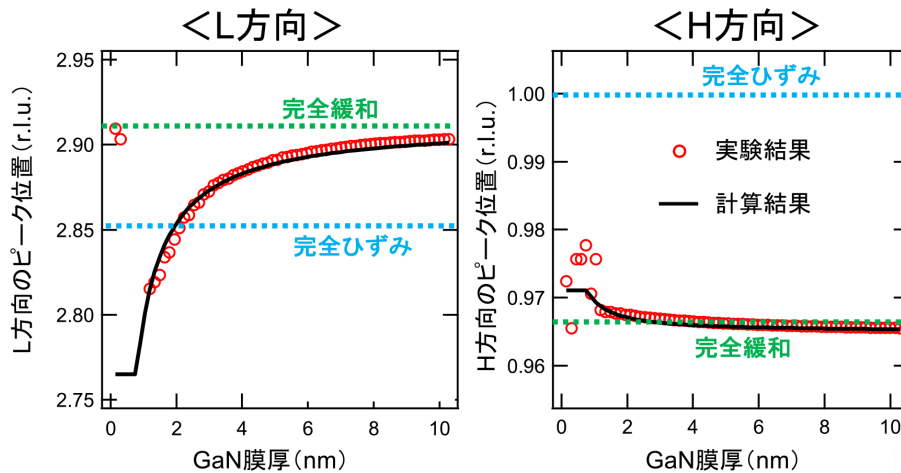 ＜L方向＞
2.95
2.90
2.85
2.80
2.75
L方向のピーク位置（r.l.u.）
完全緩和
完全ひずみ
0
2
4
6
8
10
GaN膜厚（nm）
＜H方向＞
1.00
0.99
0.98
0.97
0.96
H方向のピーク位置（r.l.u.）
完全ひずみ
実験結果
計算結果
完全緩和
0
2
4
6
8
10
GaN膜厚（nm）